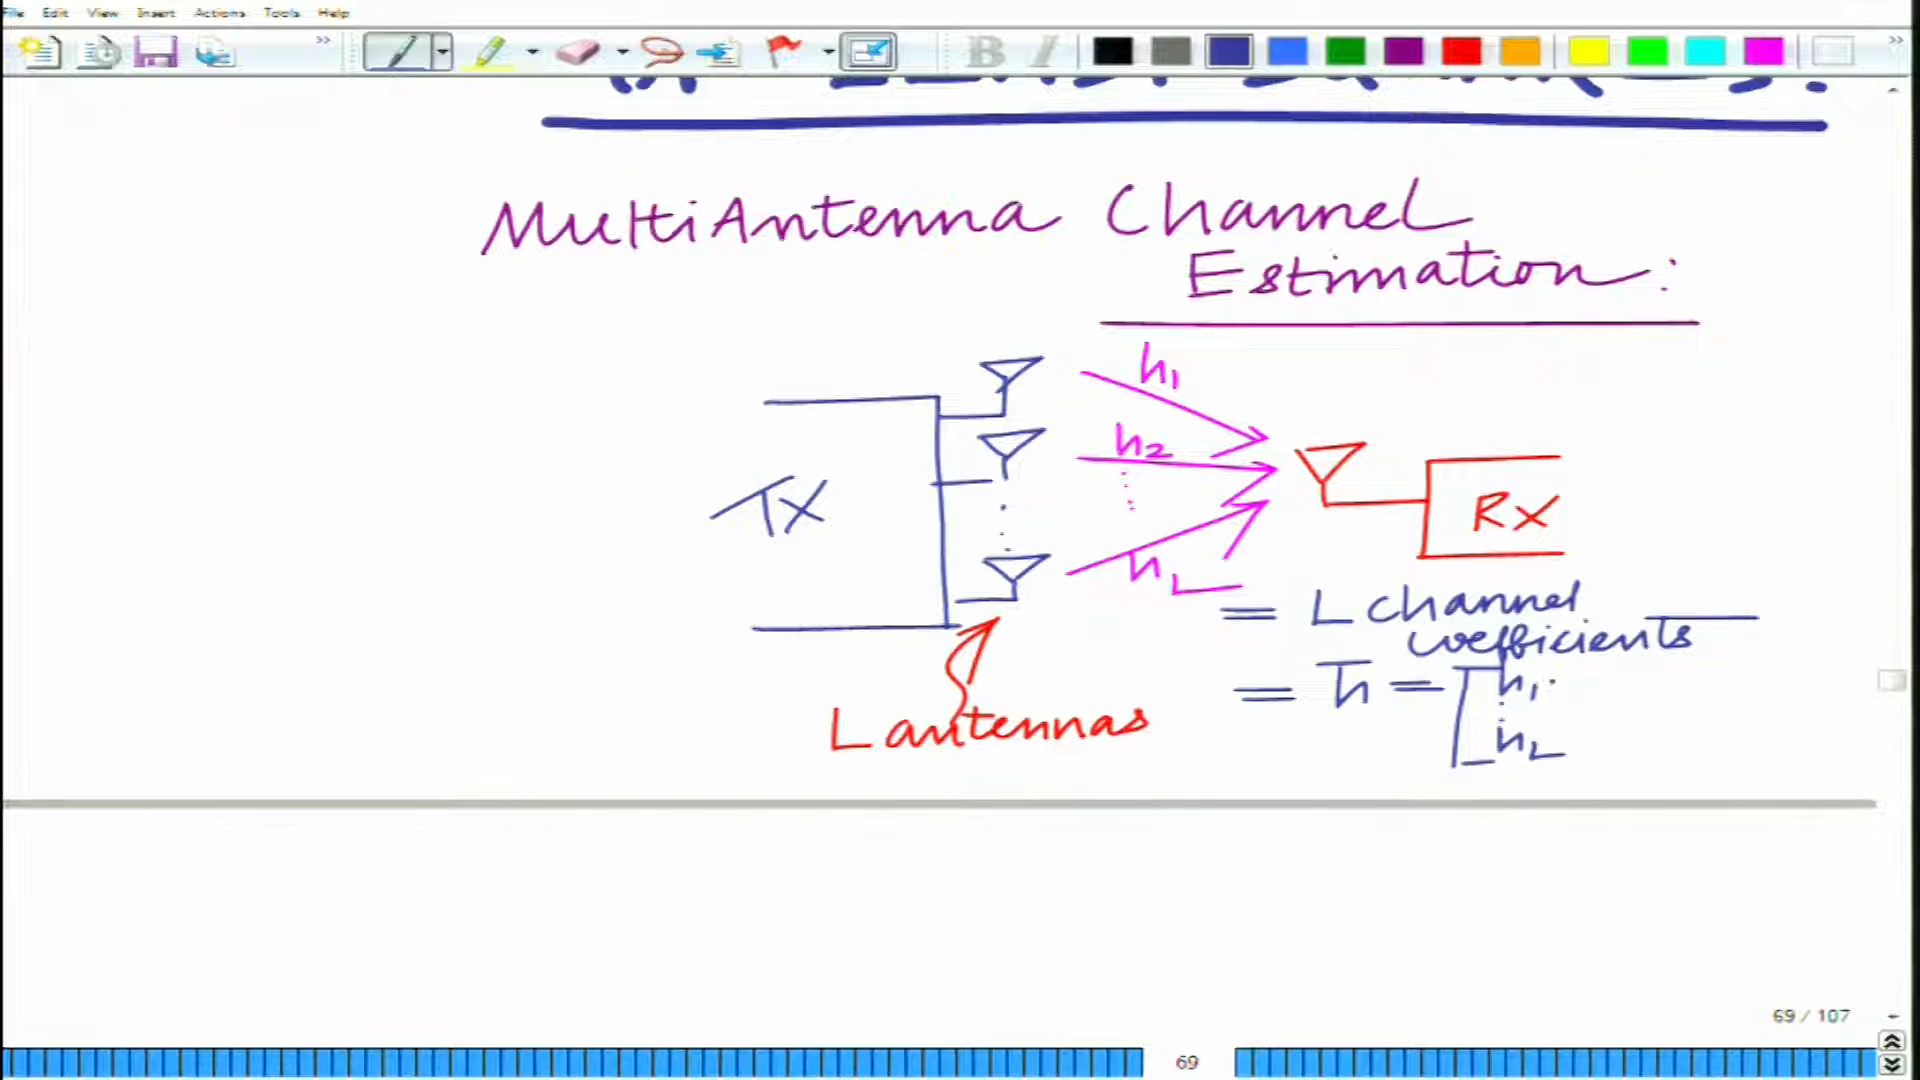 File Edit View Insert Actions Tools Help
B I
MultiAntenna Channel
Estimation:
h1
h2
hL
TX
Rx
L antennas
= L channel
coefficients
= h̅ = [h1
⋮
hL
69 / 107
69